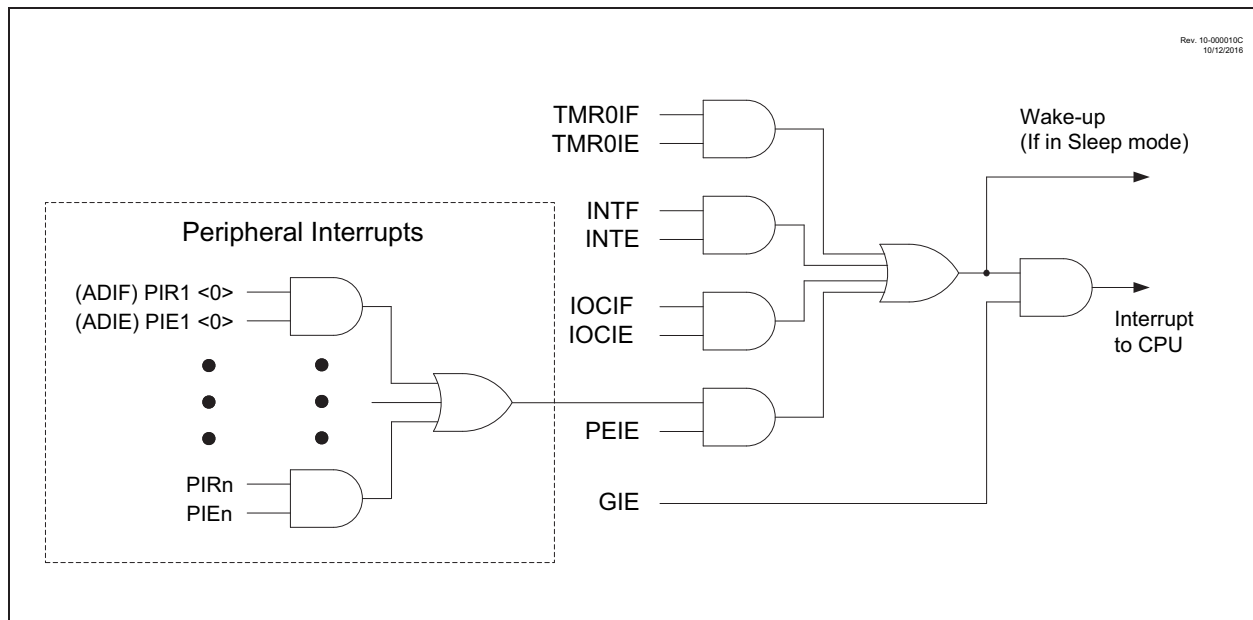 Rev. 10-000010C
10/12/2016
TMR0IF
TMR0IE
Wake-up
(If in Sleep mode)
INTF
INTE
Peripheral Interrupts
(ADIF) PIR1 <0>
(ADIE) PIE1 <0>
IOCIF
IOCIE
Interrupt
to CPU
PEIE
PIRn
PIEn
GIE